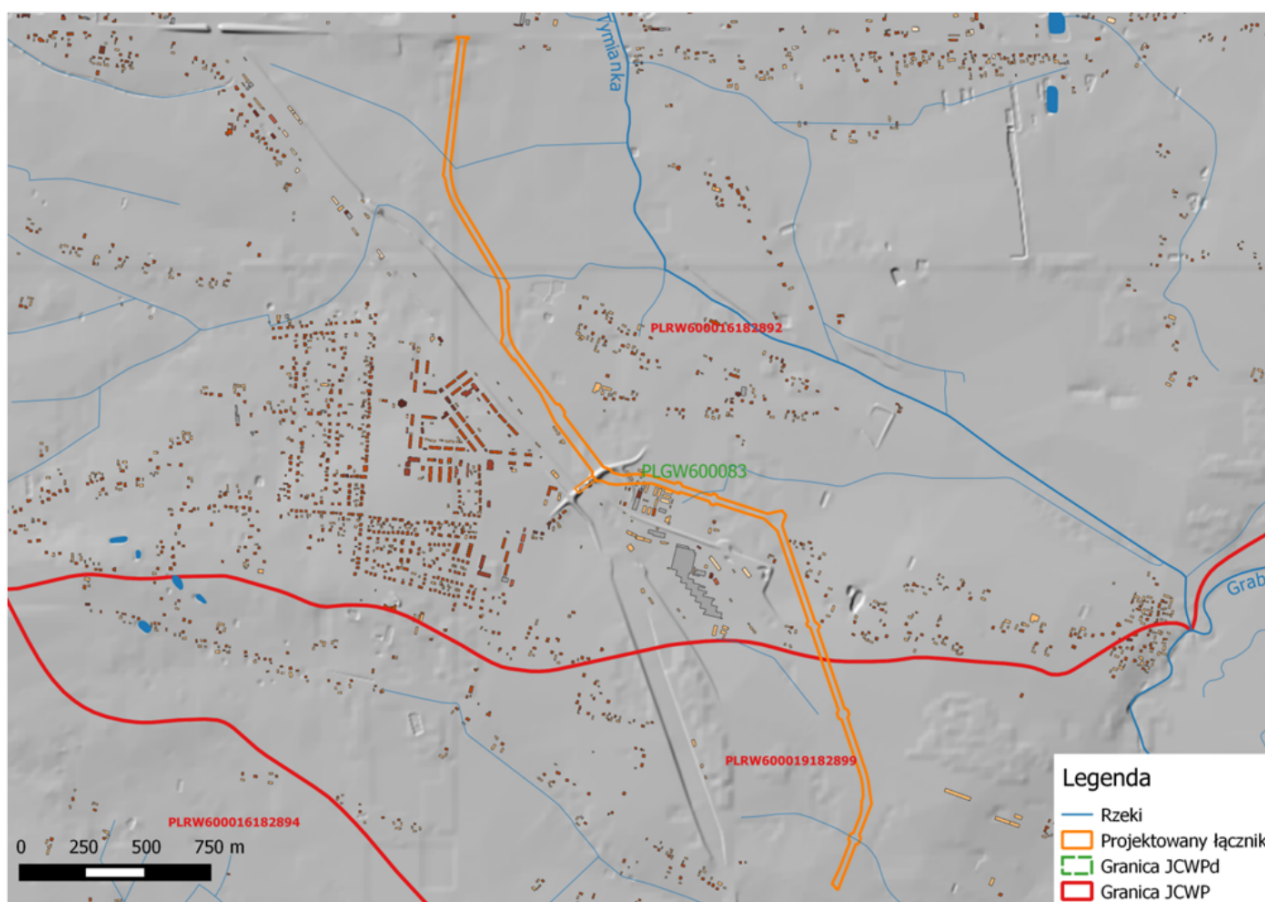 Tymianka
PLRW600016182892
PLGW600083
Grab
PLRW600019182899
PLRW600016182894
0 250 500 750 m
Legenda
Rzeki
Projektowany łącznik
Granica JCWPd
Granica JCWP